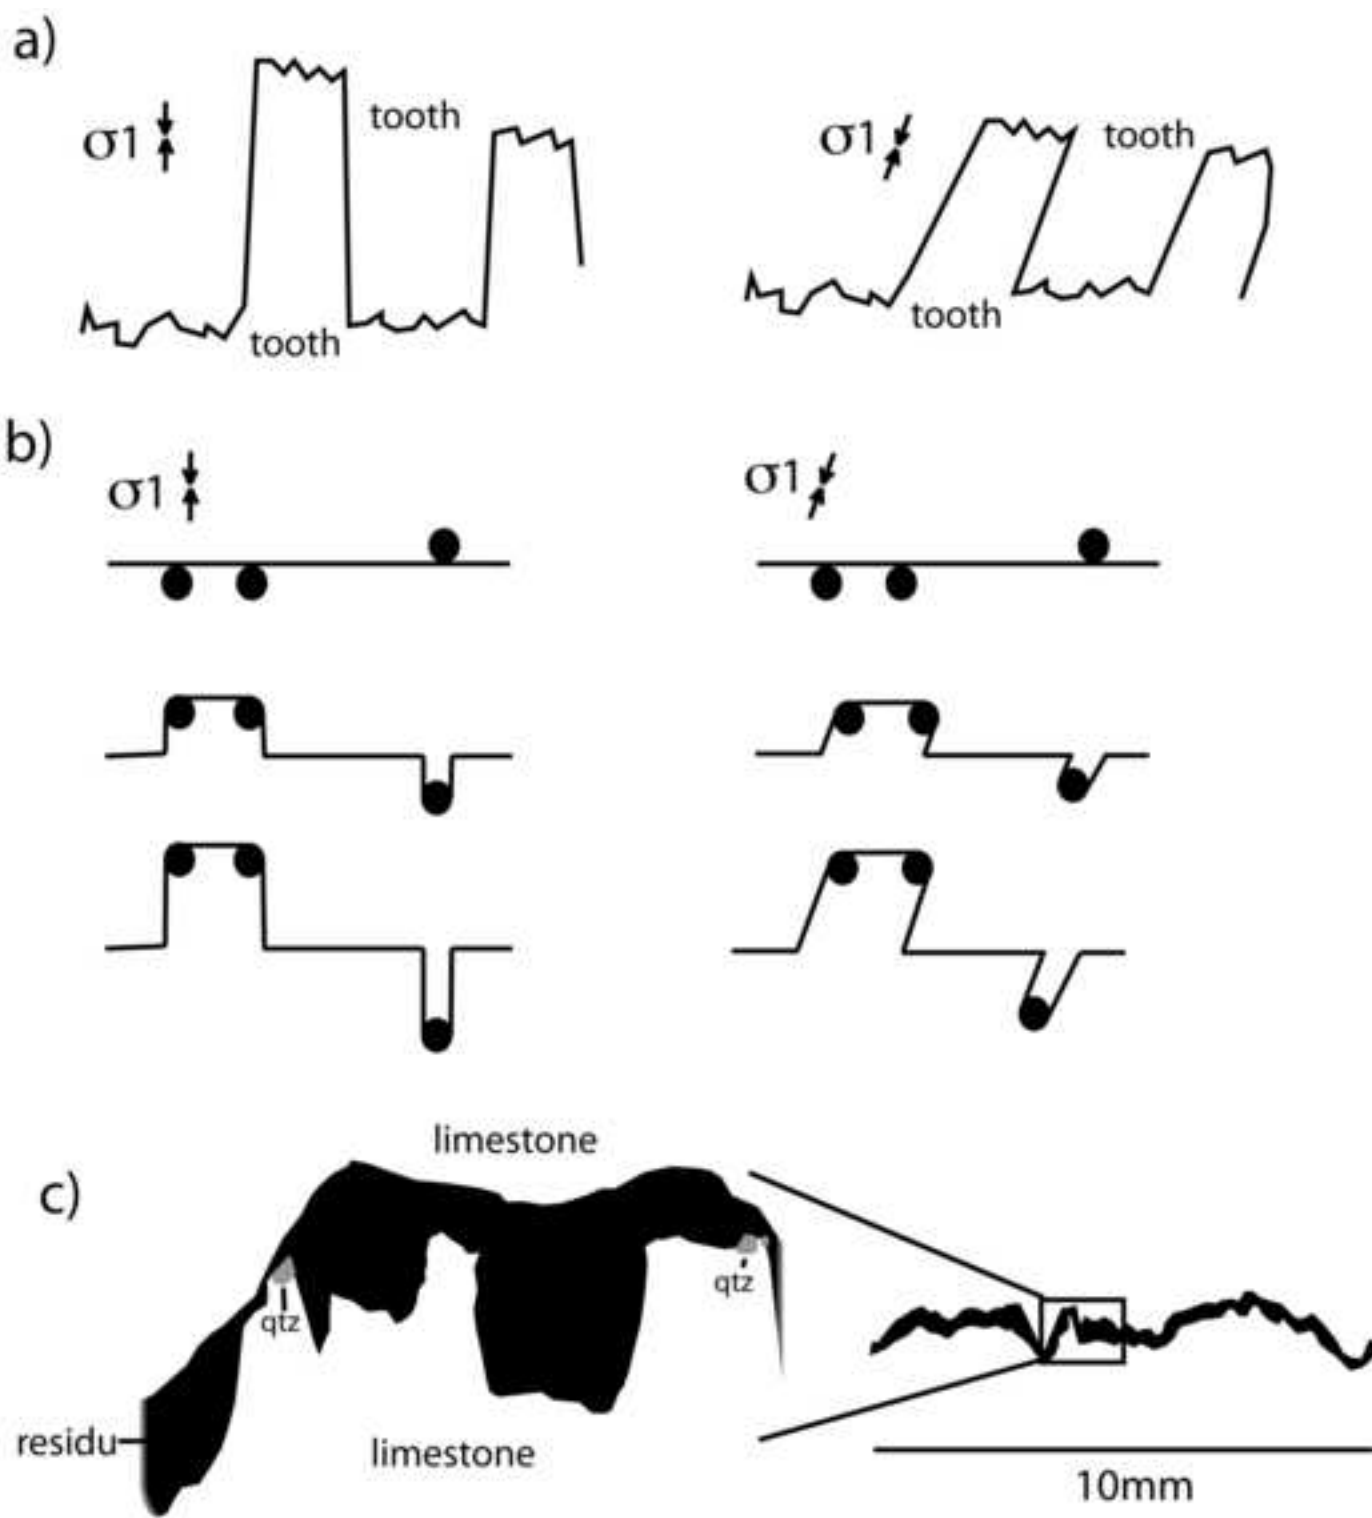 a)
σ1
tooth
tooth
σ1
tooth
tooth
b)
σ1
σ1
c)
limestone
qtz
qtz
residu
limestone
10mm